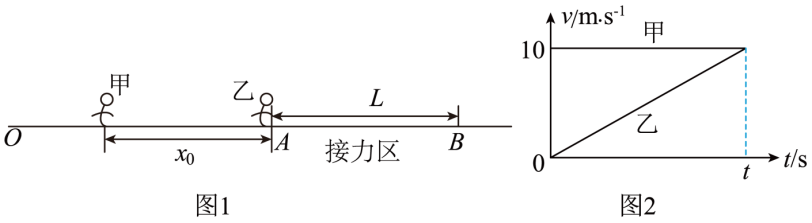 甲 乙 L
O x₀ A 接力区 B
图1
v/m·s⁻¹
10 甲
乙
0 t t/s
图2